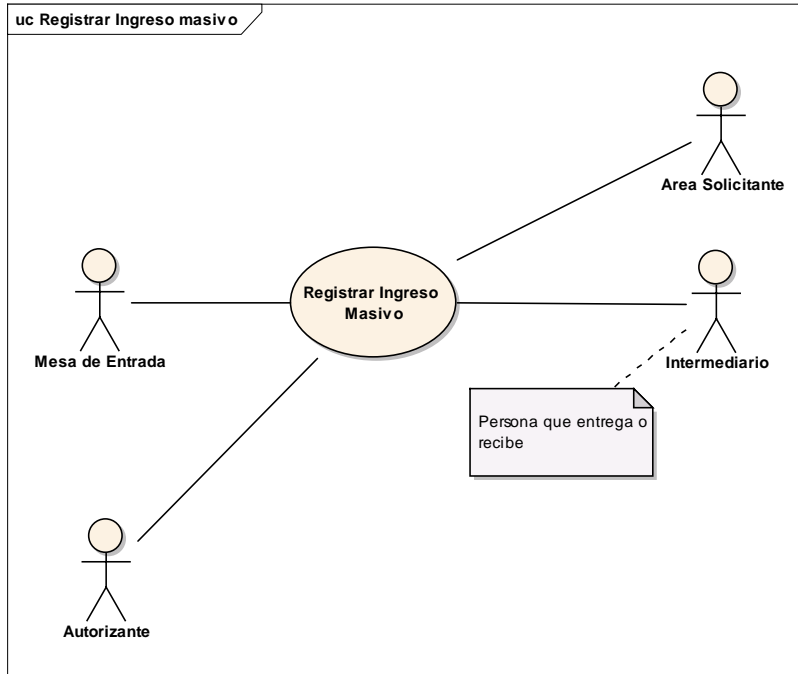 uc Registrar Ingreso masivo
Area Solicitante
Registrar Ingreso
Masivo
Mesa de Entrada
Intermediario
Persona que entrega o
recibe
Autorizante